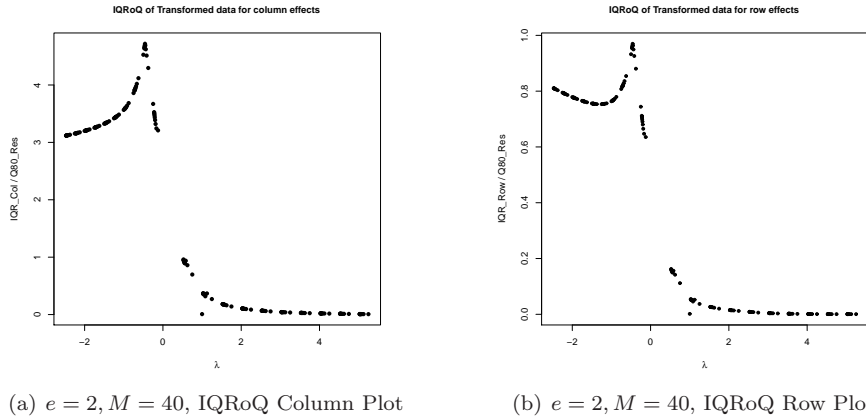 IQRoQ of Transformed data for column effects
IQR_Col / Q80_Res
4
3
2
1
0
−2
0
2
4
λ
(a) e = 2, M = 40, IQRoQ Column Plot
IQRoQ of Transformed data for row effects
IQR_Row / Q80_Res
1.0
0.8
0.6
0.4
0.2
0.0
−2
0
2
4
λ
(b) e = 2, M = 40, IQRoQ Row Plo